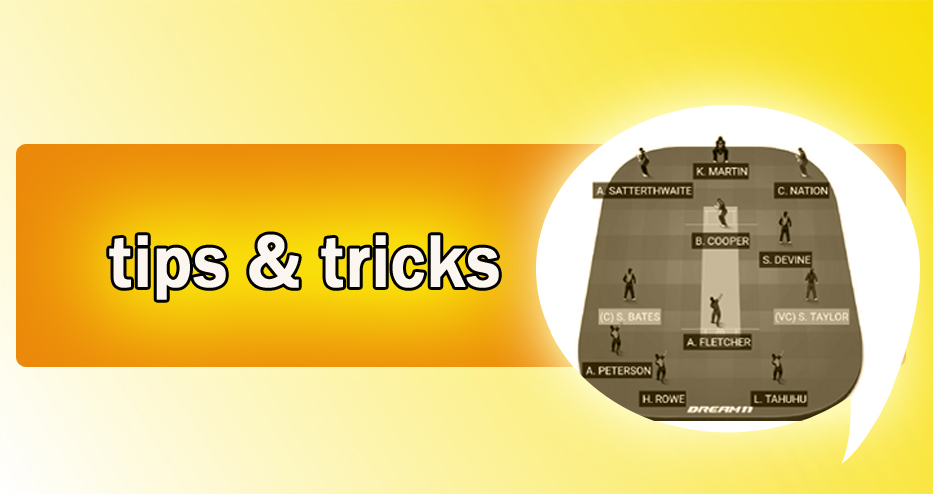 tips & tricks
K. MARTIN
A. SATTERTHWAITE
C. NATION
B. COOPER
S. DEVINE
(C) S. BATES
(VC) S. TAYLOR
A. FLETCHER
A. PETERSON
H. ROWE
L. TAHUHU
DREAM11